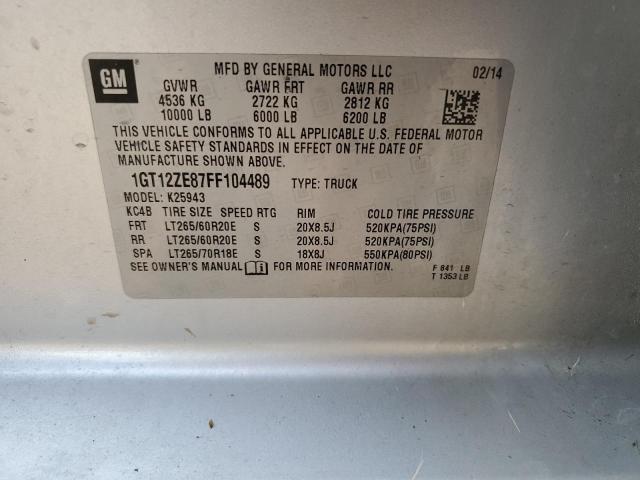 GM
MFD BY GENERAL MOTORS LLC 02/14
GVWR GAWR FRT GAWR RR
4536 KG 2722 KG 2812 KG
10000 LB 6000 LB 6200 LB
THIS VEHICLE CONFORMS TO ALL APPLICABLE U.S. FEDERAL MOTOR
VEHICLE SAFETY STANDARDS IN EFFECT ON THE DATE OF
MANUFACTURE SHOWN ABOVE.
1GT12ZE87FF104489 TYPE: TRUCK
MODEL: K25943
KC4B TIRE SIZE SPEED RTG RIM COLD TIRE PRESSURE
FRT LT265/60R20E S 20X8.5J 520KPA(75PSI)
RR LT265/60R20E S 20X8.5J 520KPA(75PSI)
SPA LT265/70R18E S 18X8J 550KPA(80PSI)
SEE OWNER'S MANUAL FOR MORE INFORMATION. F 841 LB
T 1353 LB